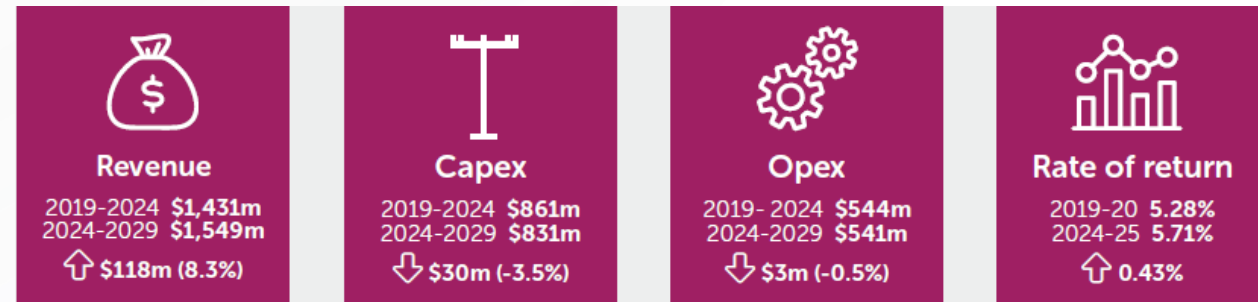 $
Revenue
2019-2024 $1,431m
2024-2029 $1,549m
$118m (8.3%)
Capex
2019-2024 $861m
2024-2029 $831m
$30m (-3.5%)
Opex
2019- 2024 $544m
2024-2029 $541m
$3m (-0.5%)
Rate of return
2019-20 5.28%
2024-25 5.71%
0.43%